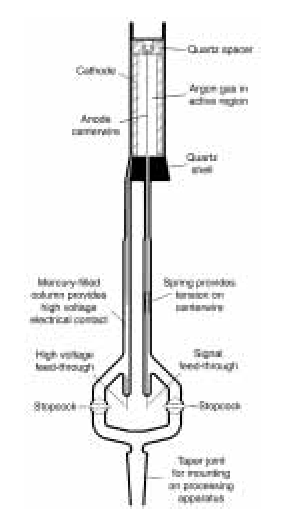 Quartz spacer
Cathode
Argon gas in
active region
Anode
centerwire
Quartz
shell
Mercury-filled
column provides
high voltage
electrical contact
Spring provides
tension on
centerwire
High voltage
feed-through
Signal
feed-through
Stopcock
Stopcock
Taper joint
for mounting
on processing
apparatus